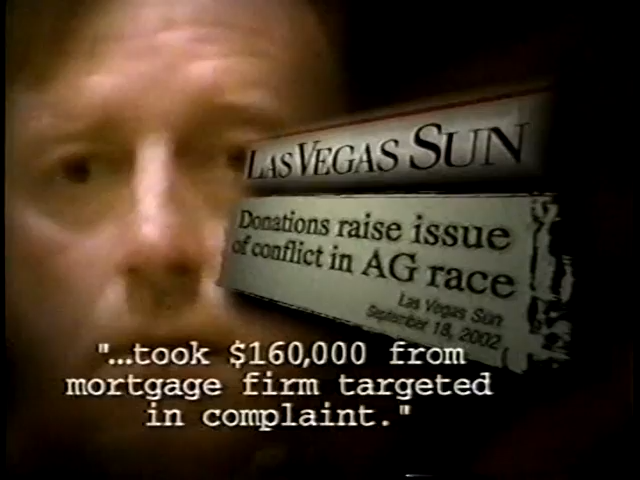 LAS VEGAS SUN
Donations raise issue
of conflict in AG race
Las Vegas Sun
September 18, 2002
"...took $160,000 from
mortgage firm targeted
in complaint."